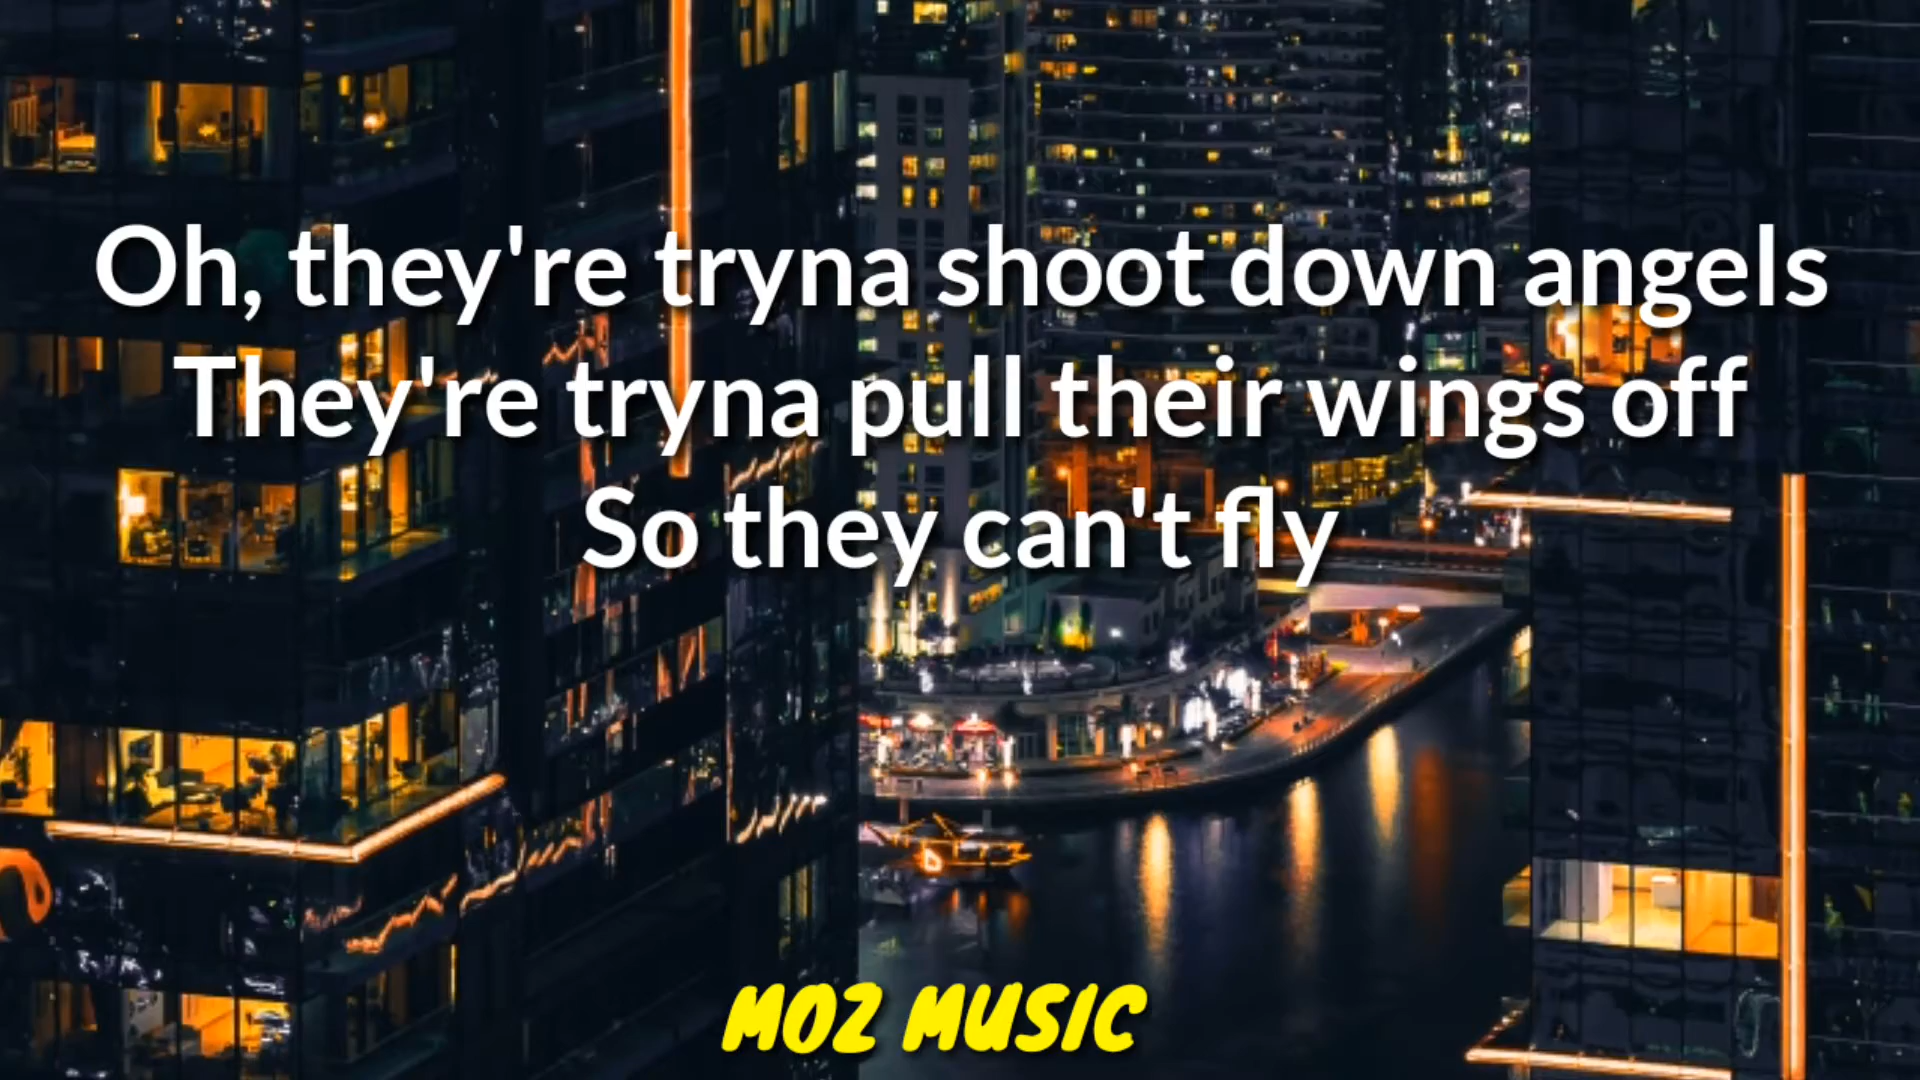 Oh, they're tryna shoot down angels
They're tryna pull their wings off
So they can't fly
MOZ MUSIC